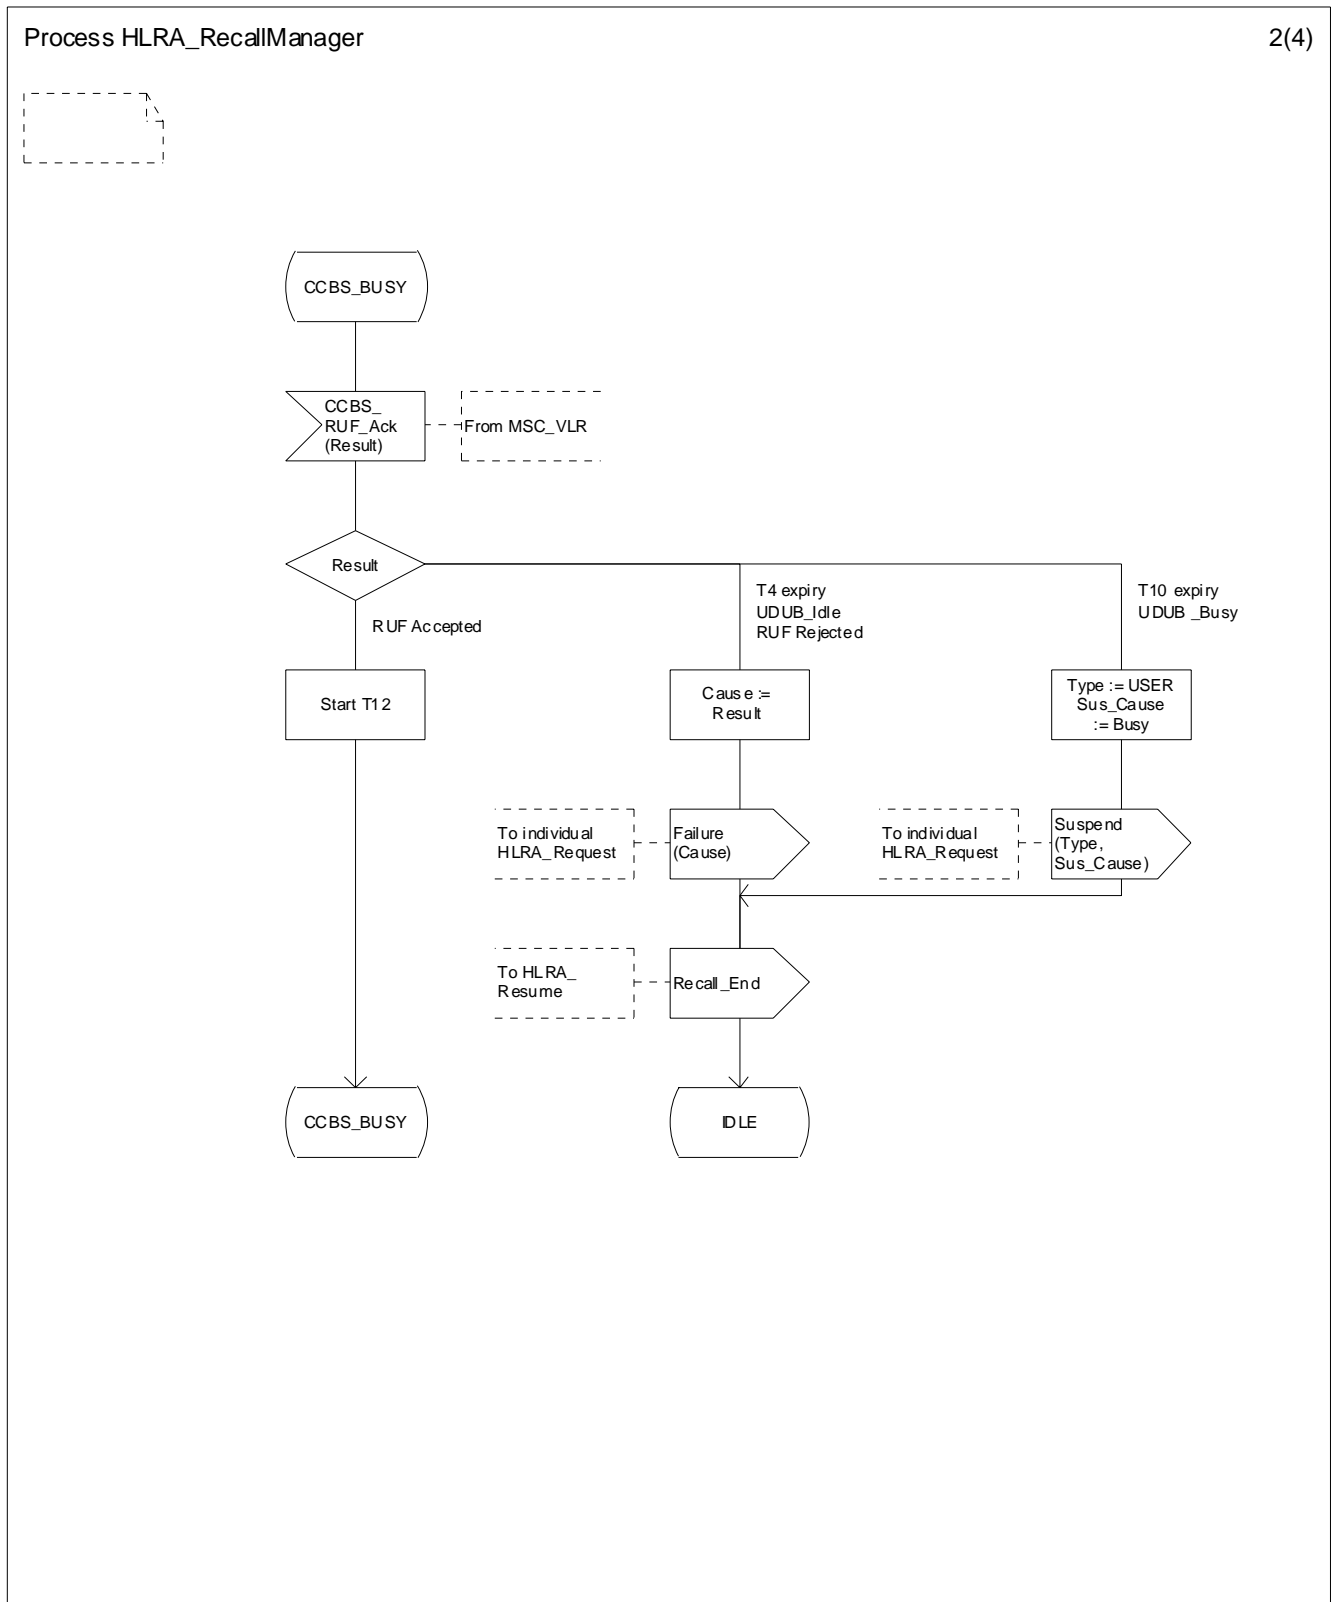 Process HLRA_RecallManager
2(4)
CCBS_BUSY
CCBS_
RUF_Ack
(Result)
From MSC_VLR
Result
RUF Accepted
T4 expiry
UDUB_Idle
RUF Rejected
T10 expiry
UDUB _Busy
Start T12
Cause :=
Result
Type := USER
Sus_Cause
:= Busy
To individual
HLRA_Request
Failure
(Cause)
To individual
HLRA_Request
Suspend
(Type,
Sus_Cause)
To HLRA_
Resume
Recall_End
CCBS_BUSY
IDLE